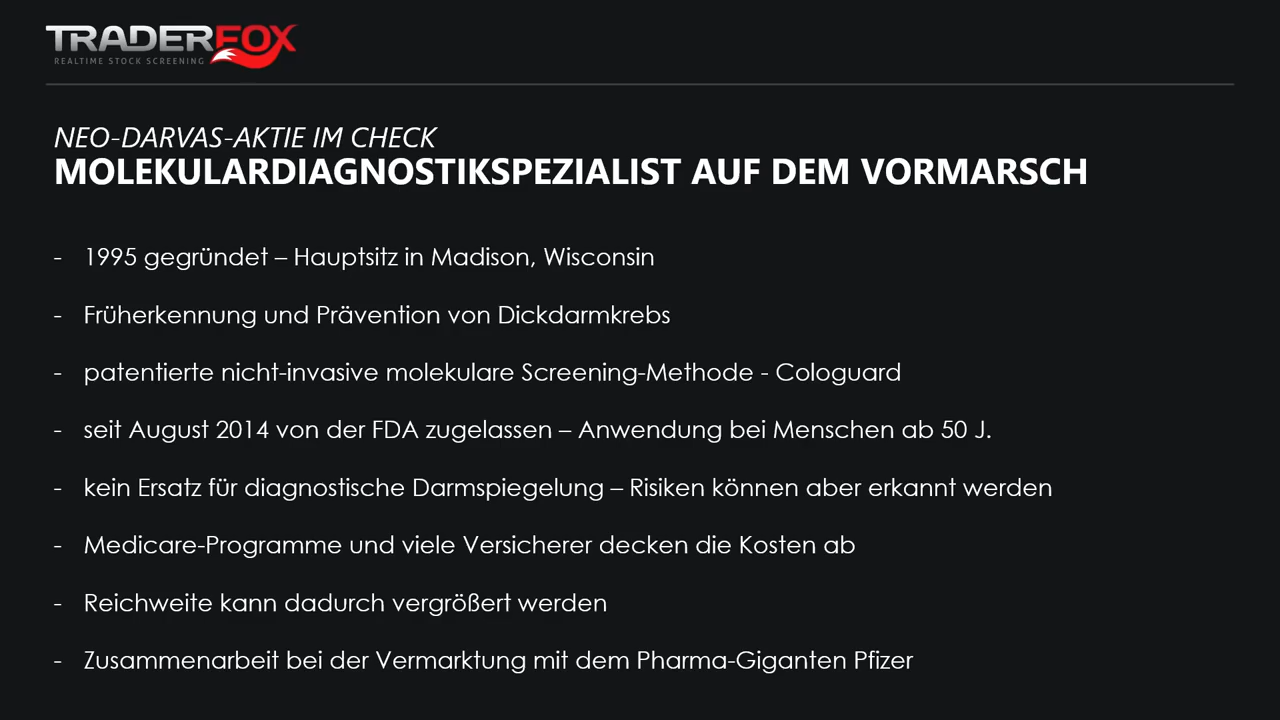 TRADERFOX
REALTIME STOCK SCREENING
NEO-DARVAS-AKTIE IM CHECK
MOLEKULARDIAGNOSTIKSPEZIALIST AUF DEM VORMARSCH
- 1995 gegründet – Hauptsitz in Madison, Wisconsin
- Früherkennung und Prävention von Dickdarmkrebs
- patentierte nicht-invasive molekulare Screening-Methode - Cologuard
- seit August 2014 von der FDA zugelassen – Anwendung bei Menschen ab 50 J.
- kein Ersatz für diagnostische Darmspiegelung – Risiken können aber erkannt werden
- Medicare-Programme und viele Versicherer decken die Kosten ab
- Reichweite kann dadurch vergrößert werden
- Zusammenarbeit bei der Vermarktung mit dem Pharma-Giganten Pfizer